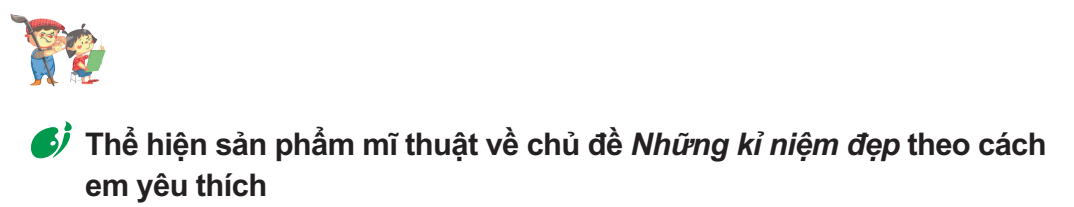 Thể hiện sản phẩm mĩ thuật về chủ đề Những kỉ niệm đẹp theo cách
em yêu thích